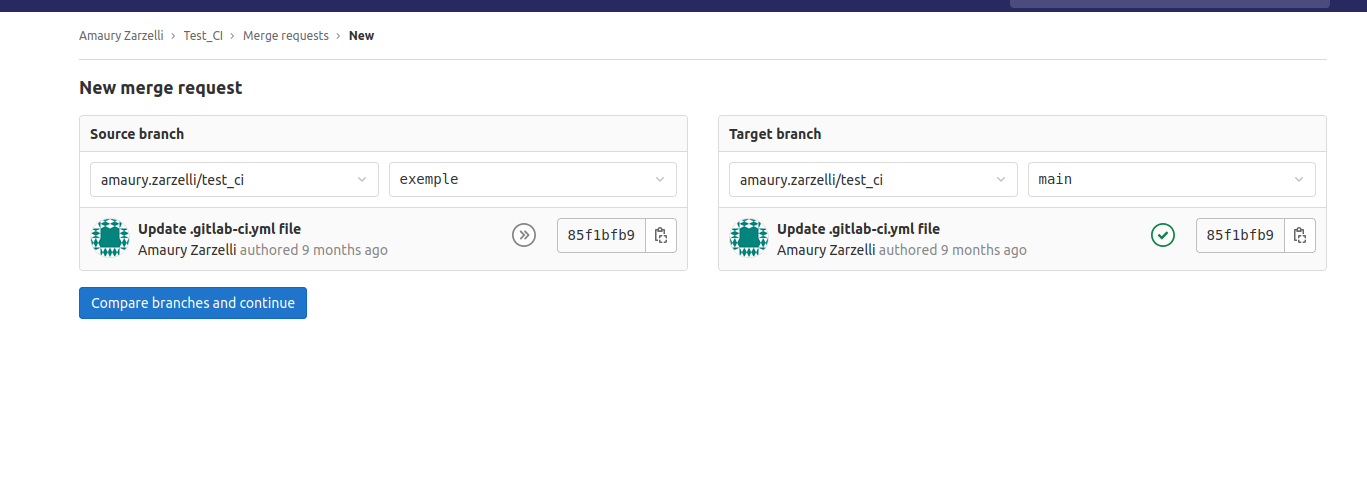 Amaury Zarzelli › Test_CI › Merge requests › New
New merge request
Source branch
amaury.zarzelli/test_ci
exemple
Update .gitlab-ci.yml file
Amaury Zarzelli authored 9 months ago
85f1bfb9
Target branch
amaury.zarzelli/test_ci
main
Update .gitlab-ci.yml file
Amaury Zarzelli authored 9 months ago
85f1bfb9
Compare branches and continue